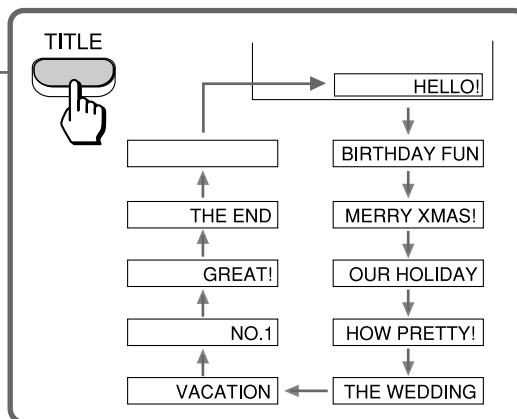 TITLE
HELLO!
BIRTHDAY FUN
THE END
MERRY XMAS!
GREAT!
OUR HOLIDAY
NO.1
HOW PRETTY!
VACATION
THE WEDDING